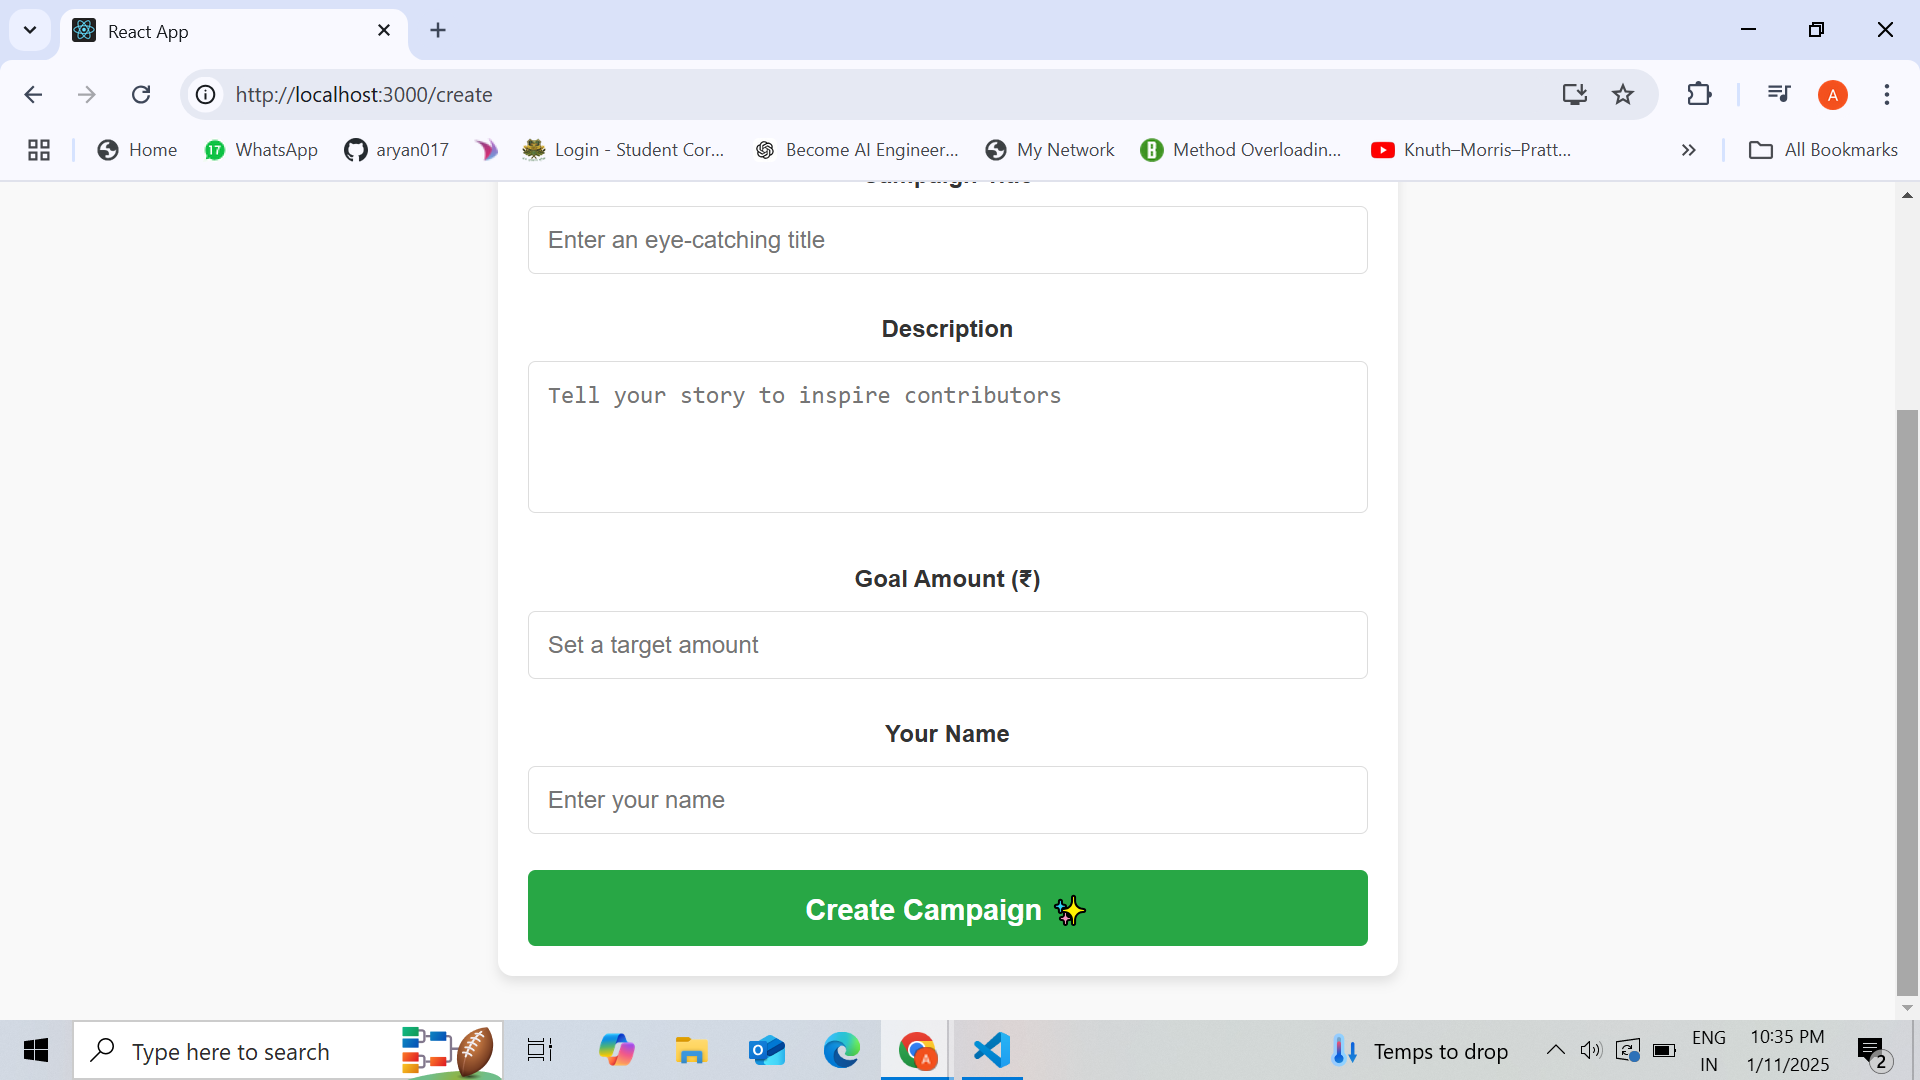 React App
http://localhost:3000/create
A
Home
17
WhatsApp
aryan017
Login - Student Cor...
Become AI Engineer...
My Network
B
Method Overloadin...
Knuth–Morris–Pratt...
All Bookmarks
Campaign Title
Enter an eye-catching title
Description
Tell your story to inspire contributors
Goal Amount (₹)
Set a target amount
Your Name
Enter your name
Create Campaign ✨
Type here to search
A
Temps to drop
ENG
IN
10:35 PM
1/11/2025
2